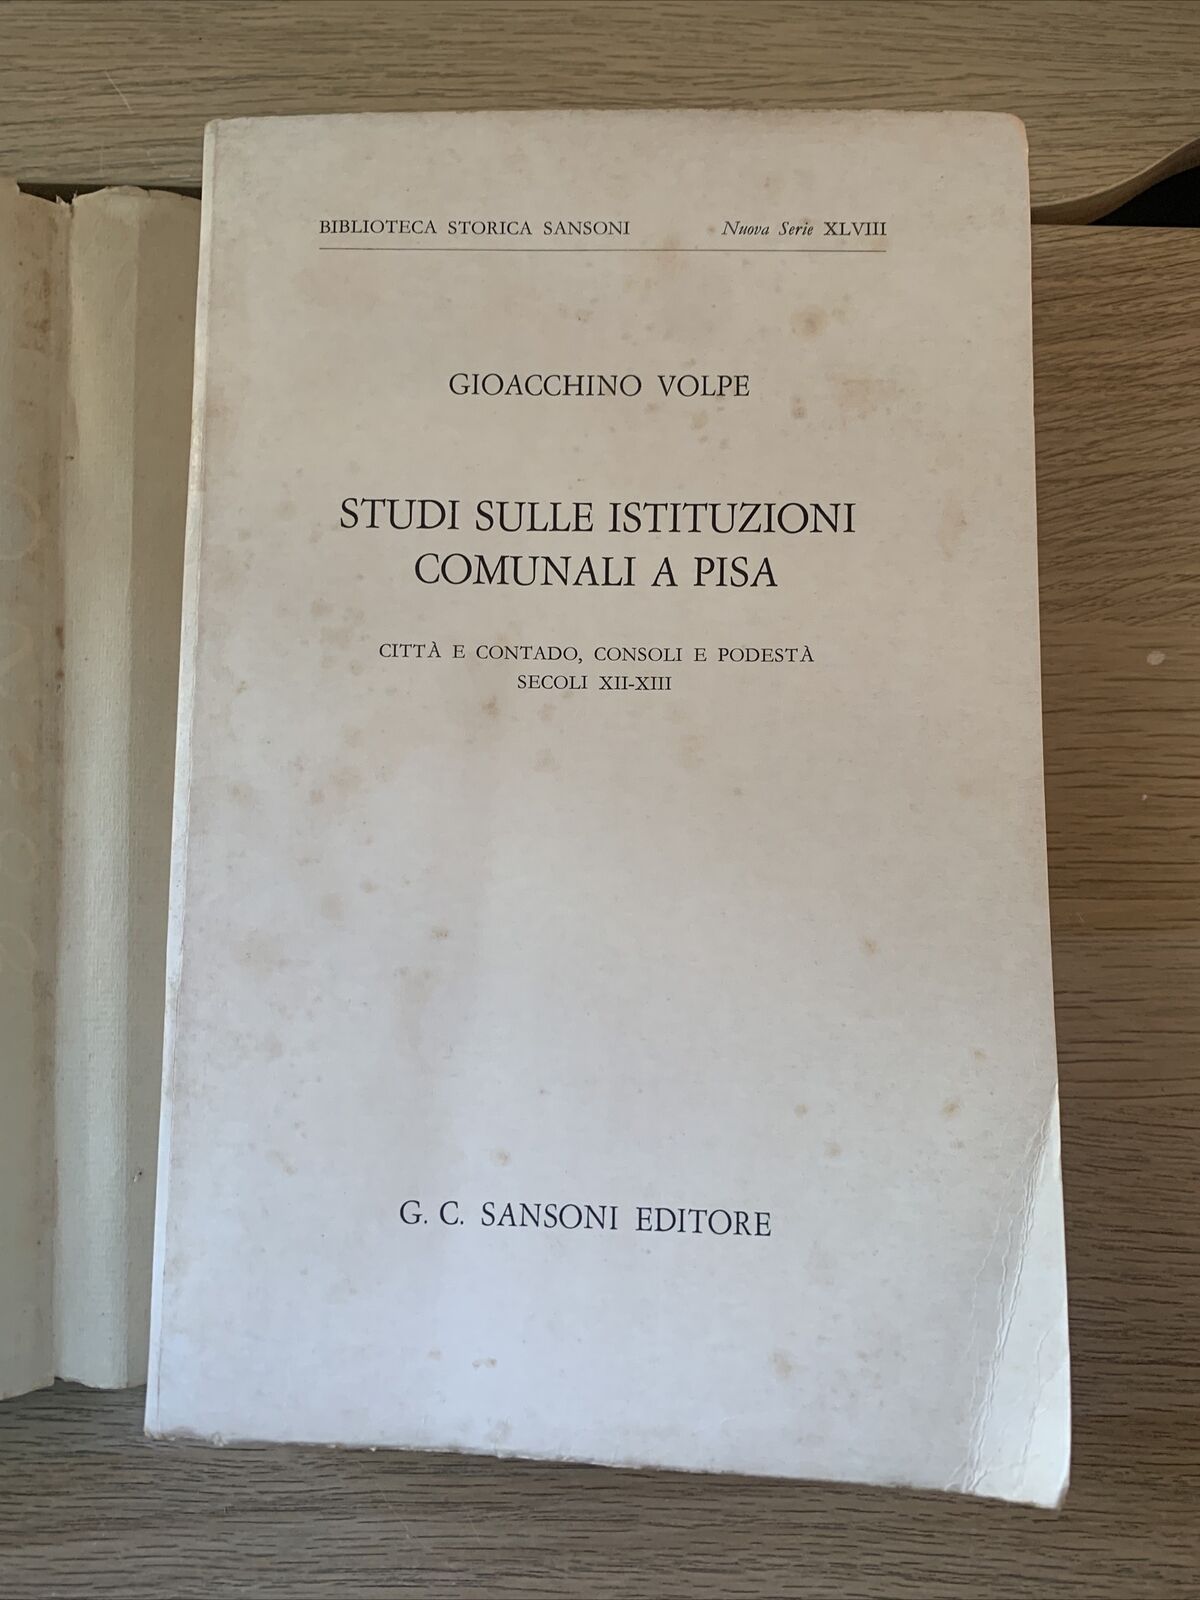 BIBLIOTECA STORICA SANSONI Nuova Serie XLVIII
GIOACCHINO VOLPE
STUDI SULLE ISTITUZIONI
COMUNALI A PISA
CITTÀ E CONTADO, CONSOLI E PODESTÀ
SECOLI XII-XIII
G. C. SANSONI EDITORE